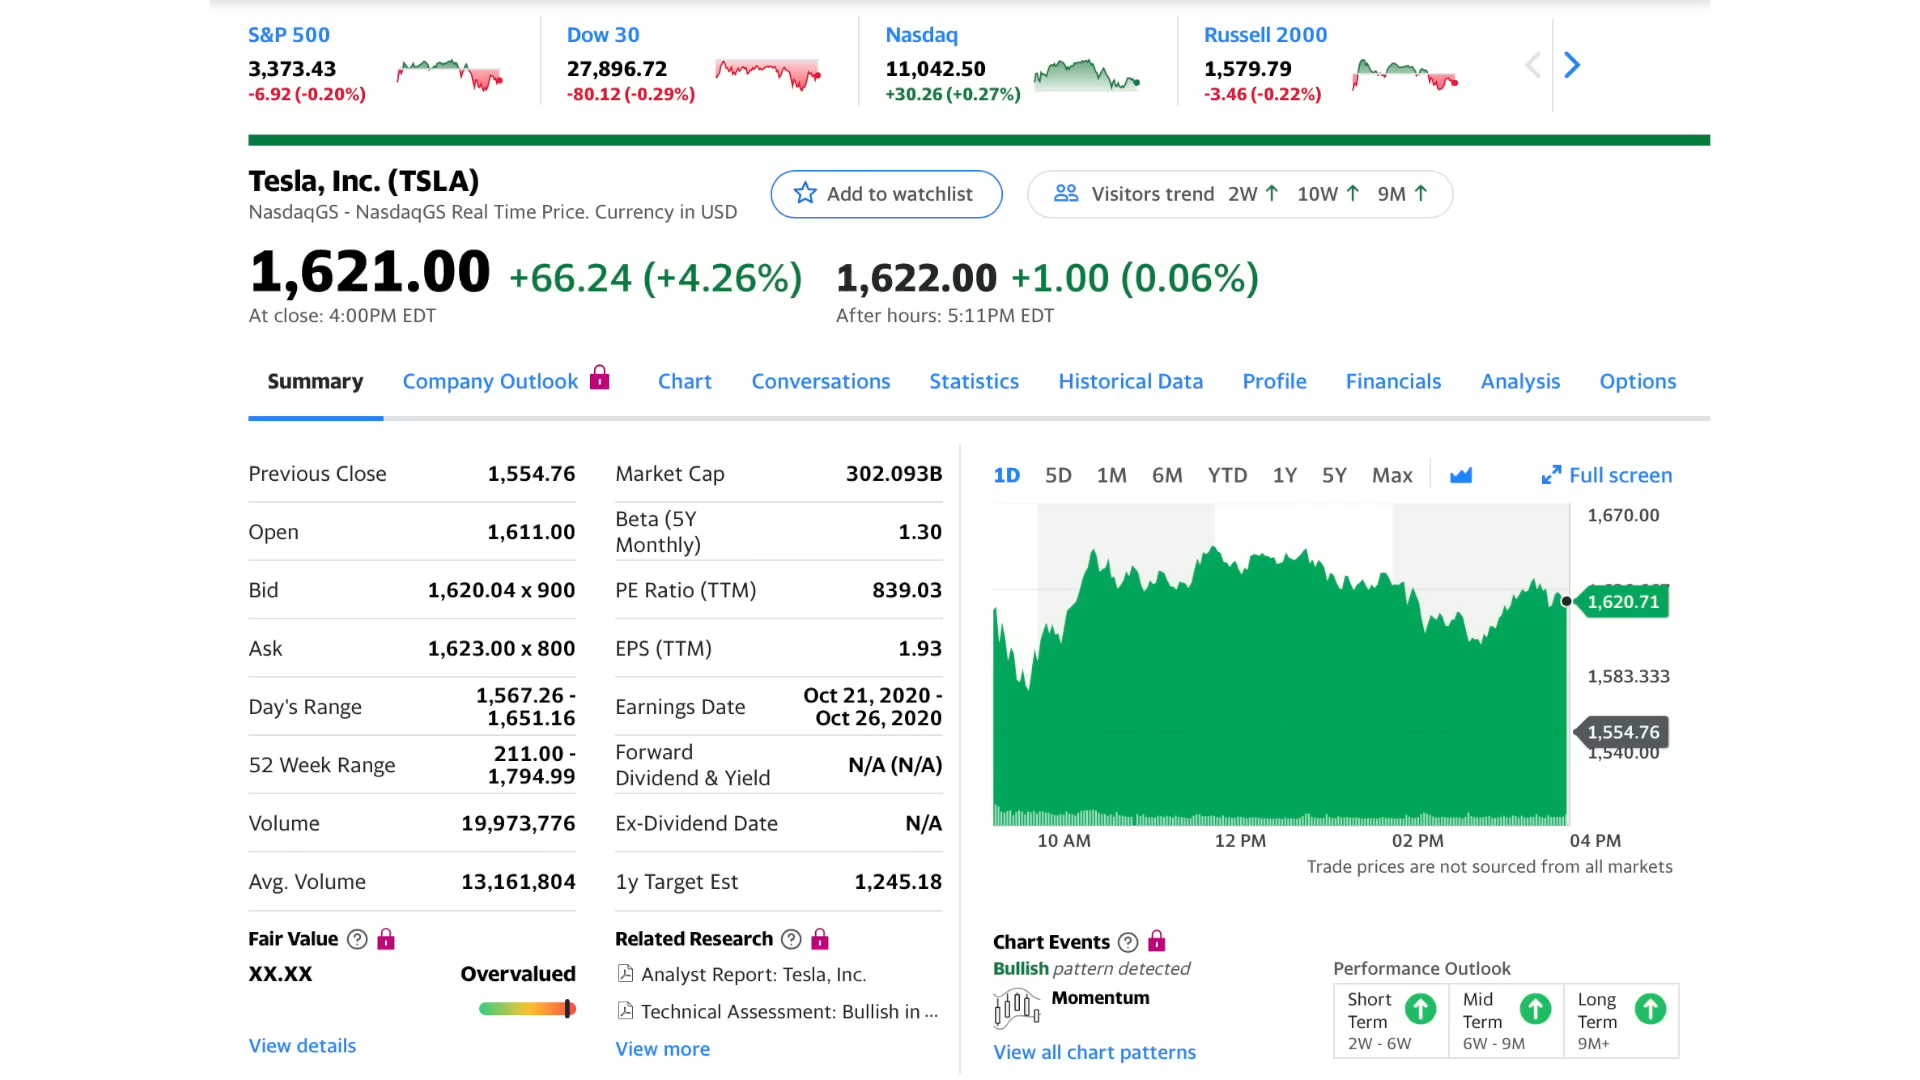 S&P 500
3,373.43
-6.92 (-0.20%)
Dow 30
27,896.72
-80.12 (-0.29%)
Nasdaq
11,042.50
+30.26 (+0.27%)
Russell 2000
1,579.79
-3.46 (-0.22%)
Tesla, Inc. (TSLA)
NasdaqGS - NasdaqGS Real Time Price. Currency in USD
Add to watchlist
Visitors trend 2W ↑ 10W ↑ 9M ↑
1,621.00 +66.24 (+4.26%)
At close: 4:00PM EDT
1,622.00 +1.00 (0.06%)
After hours: 5:11PM EDT
Summary Company Outlook Chart Conversations Statistics Historical Data Profile Financials Analysis Options
Previous Close 1,554.76
Open 1,611.00
Bid 1,620.04 x 900
Ask 1,623.00 x 800
Day's Range 1,567.26 -
1,651.16
52 Week Range 211.00 -
1,794.99
Volume 19,973,776
Avg. Volume 13,161,804
Market Cap 302.093B
Beta (5Y
Monthly) 1.30
PE Ratio (TTM) 839.03
EPS (TTM) 1.93
Earnings Date Oct 21, 2020 -
Oct 26, 2020
Forward
Dividend & Yield N/A (N/A)
Ex-Dividend Date N/A
1y Target Est 1,245.18
1D 5D 1M 6M YTD 1Y 5Y Max Full screen
1,670.00
1,620.71
1,583.333
1,554.76
1,540.00
10 AM 12 PM 02 PM 04 PM
Trade prices are not sourced from all markets
Fair Value
XX.XX Overvalued
View details
Related Research
Analyst Report: Tesla, Inc.
Technical Assessment: Bullish in ...
View more
Chart Events
Bullish pattern detected
Momentum
View all chart patterns
Performance Outlook
Short
Term
2W - 6W
Mid
Term
6W - 9M
Long
Term
9M+